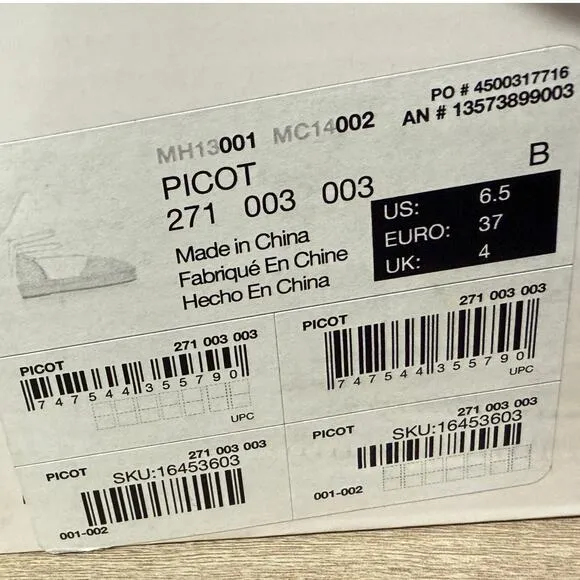 PO # 4500317716
AN # 13573899003
MH13001 MC14002
PICOT
271 003 003
B
US: 6.5
EURO: 37
UK: 4
Made in China
Fabriqué En Chine
Hecho En China
PICOT 271 003 003
7 47544 35579 0
UPC
PICOT 271 003 003
7 47544 35579 0
UPC
PICOT 271 003 003
SKU:16453603
001-002
PICOT 271 003 003
SKU:16453603
001-002